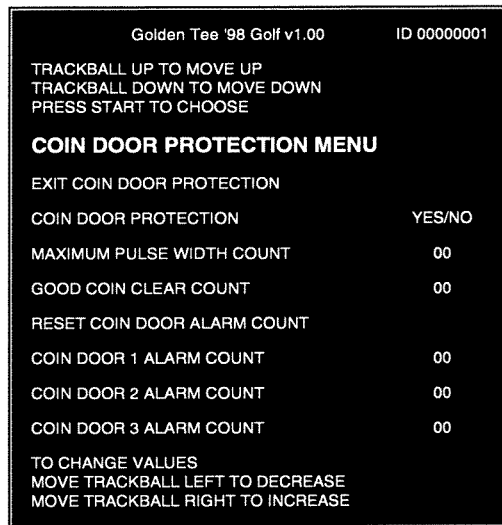 Golden Tee '98 Golf v1.00 ID 00000001
TRACKBALL UP TO MOVE UP
TRACKBALL DOWN TO MOVE DOWN
PRESS START TO CHOOSE
COIN DOOR PROTECTION MENU
EXIT COIN DOOR PROTECTION
COIN DOOR PROTECTION YES/NO
MAXIMUM PULSE WIDTH COUNT 00
GOOD COIN CLEAR COUNT 00
RESET COIN DOOR ALARM COUNT
COIN DOOR 1 ALARM COUNT 00
COIN DOOR 2 ALARM COUNT 00
COIN DOOR 3 ALARM COUNT 00
TO CHANGE VALUES
MOVE TRACKBALL LEFT TO DECREASE
MOVE TRACKBALL RIGHT TO INCREASE